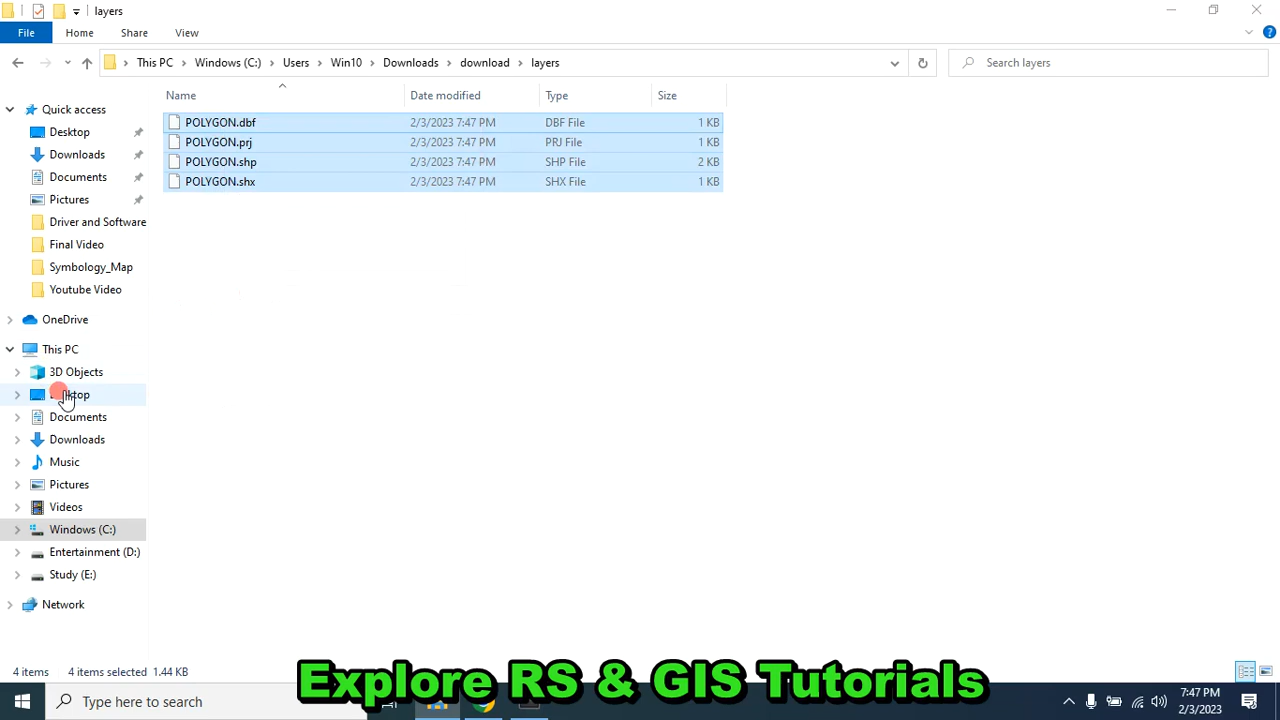 layers
File Home Share View
This PC Windows (C:) Users Win10 Downloads download layers
Search layers
Name Date modified Type Size
POLYGON.dbf 2/3/2023 7:47 PM DBF File 1 KB
POLYGON.prj 2/3/2023 7:47 PM PRJ File 1 KB
POLYGON.shp 2/3/2023 7:47 PM SHP File 2 KB
POLYGON.shx 2/3/2023 7:47 PM SHX File 1 KB
Quick access
Desktop
Downloads
Documents
Pictures
Driver and Software
Final Video
Symbology_Map
Youtube Video
OneDrive
This PC
3D Objects
Documents
Downloads
Music
Pictures
Videos
Windows (C:)
Entertainment (D:)
Study (E:)
Network
4 items 4 items selected 1.44 KB
Explore RS & GIS Tutorials
Type here to search
7:47 PM
2/3/2023